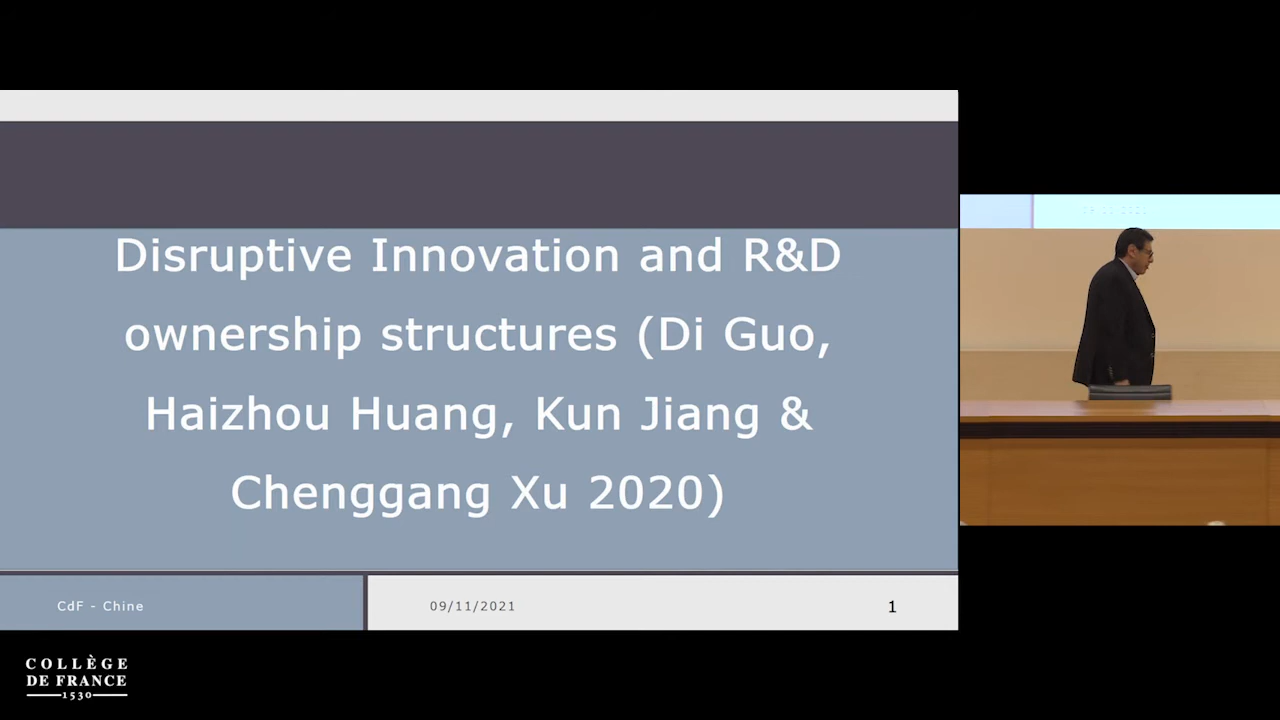 Disruptive Innovation and R&D
ownership structures (Di Guo,
Haizhou Huang, Kun Jiang &
Chenggang Xu 2020)
CdF - Chine
09/11/2021
1
COLLÈGE
DE FRANCE
1530